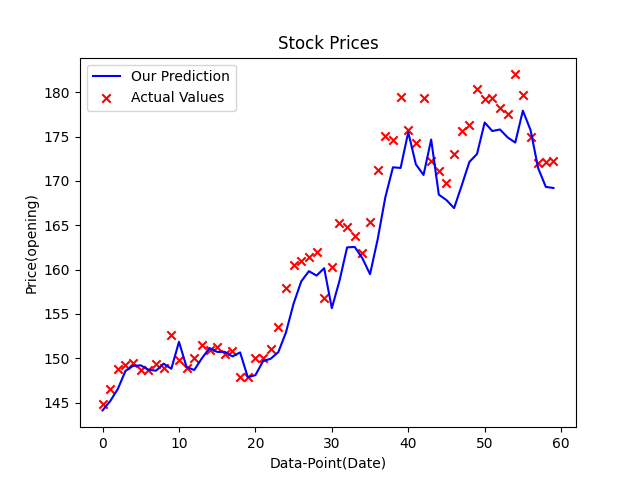 Stock Prices
Our Prediction
Actual Values
180
175
170
165
160
155
150
145
Price(opening)
0 10 20 30 40 50 60
Data-Point(Date)